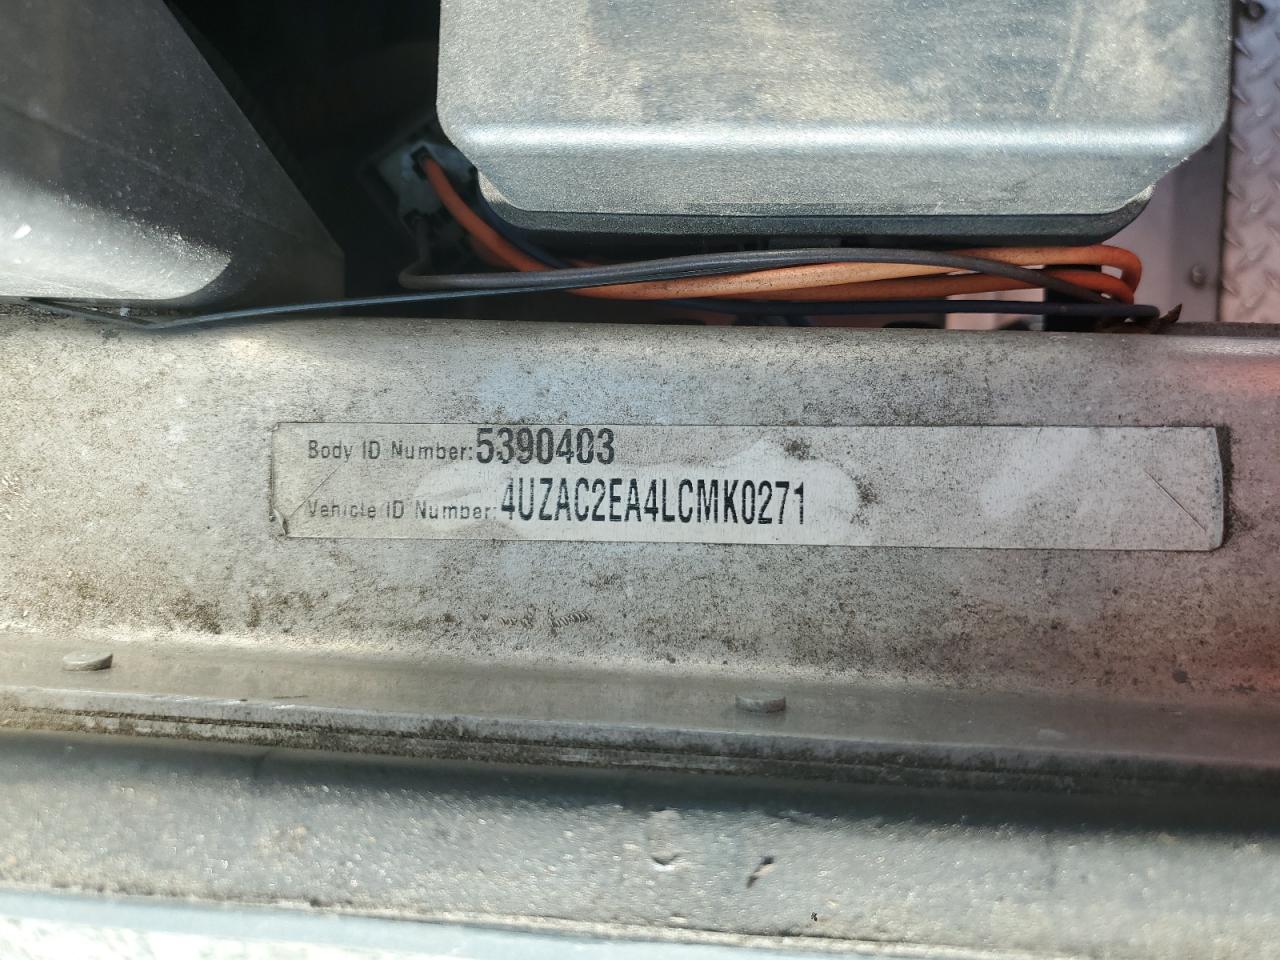 Body ID Number: 5390403
Vehicle ID Number: 4UZAC2EA4LCMK0271